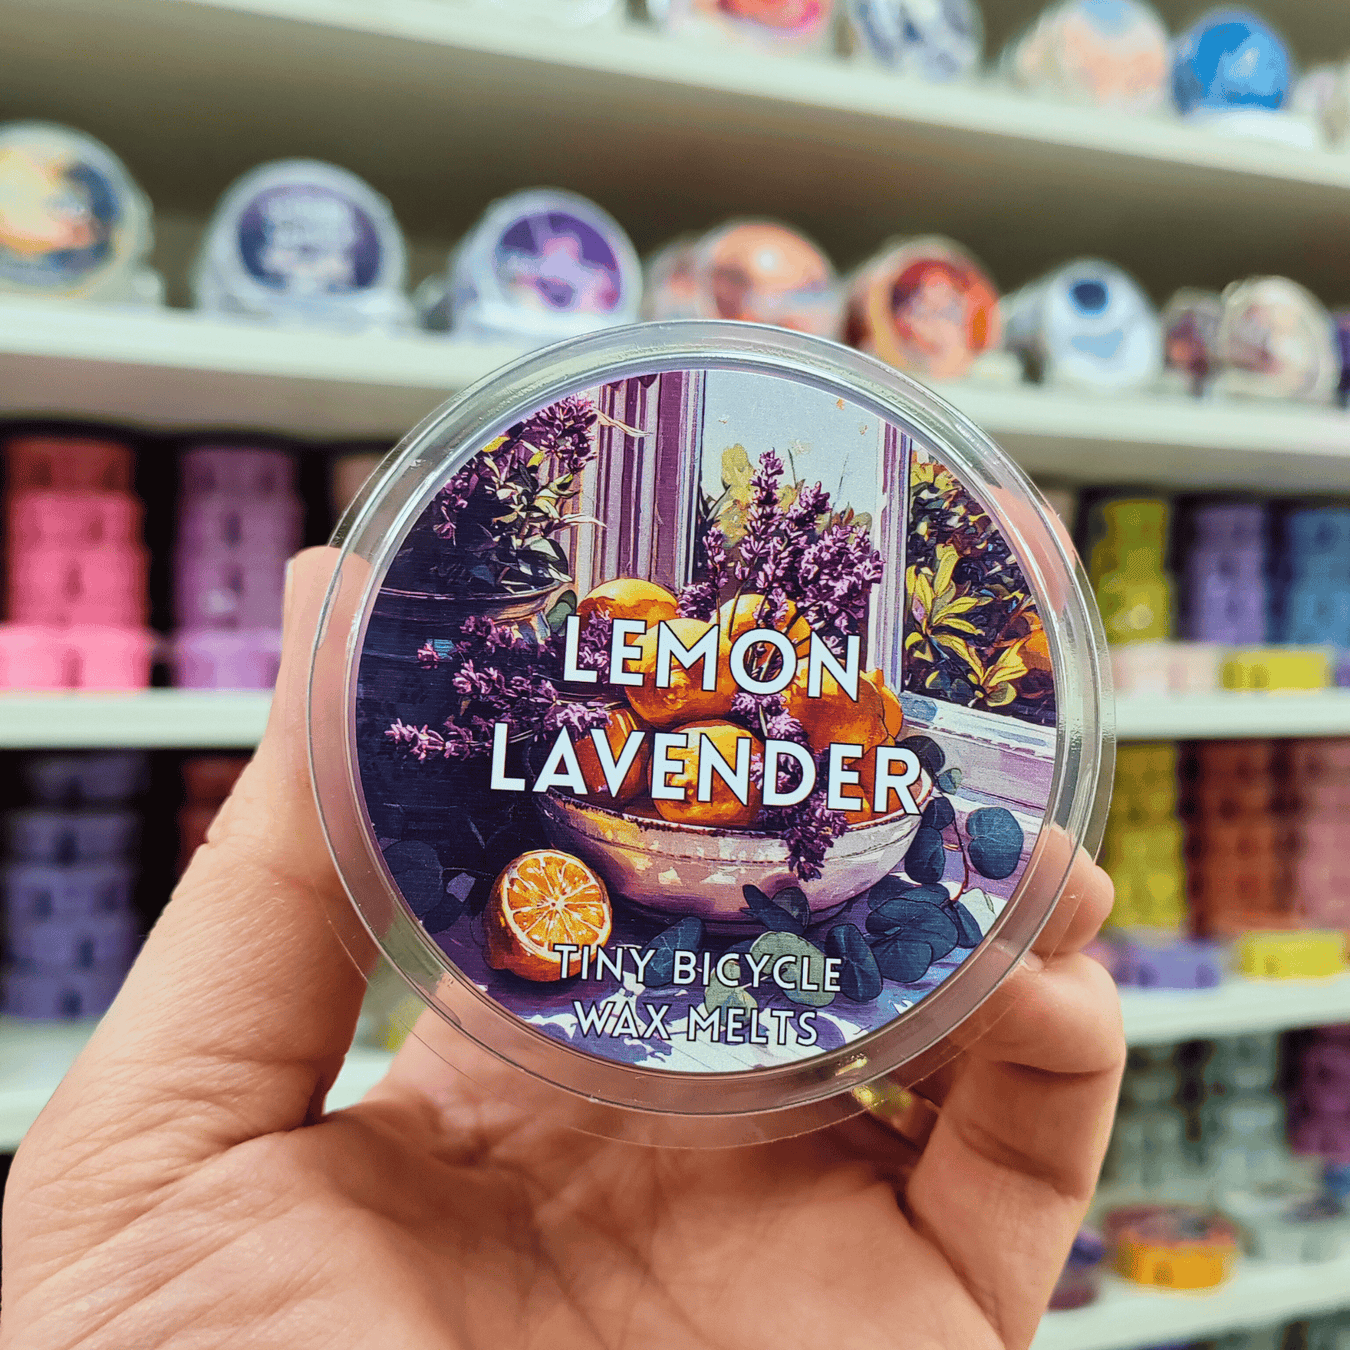 LEMON
LAVENDER
TINY BICYCLE
WAX MELTS